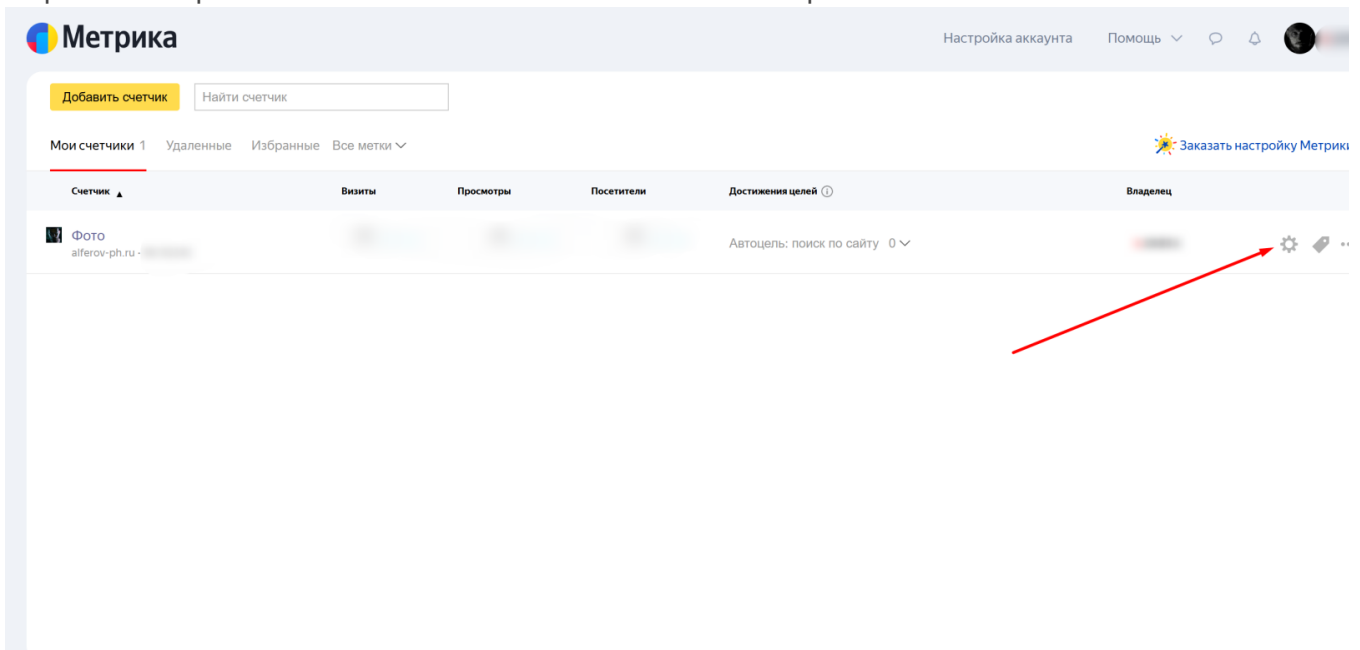 Метрика
Настройка аккаунта Помощь
Добавить счетчик Найти счетчик
Мои счетчики 1 Удаленные Избранные Все метки
Заказать настройку Метрики
Счетчик Визиты Просмотры Посетители Достижения целей Владелец
Фото
Автоцель: поиск по сайту 0
alferov-ph.ru -